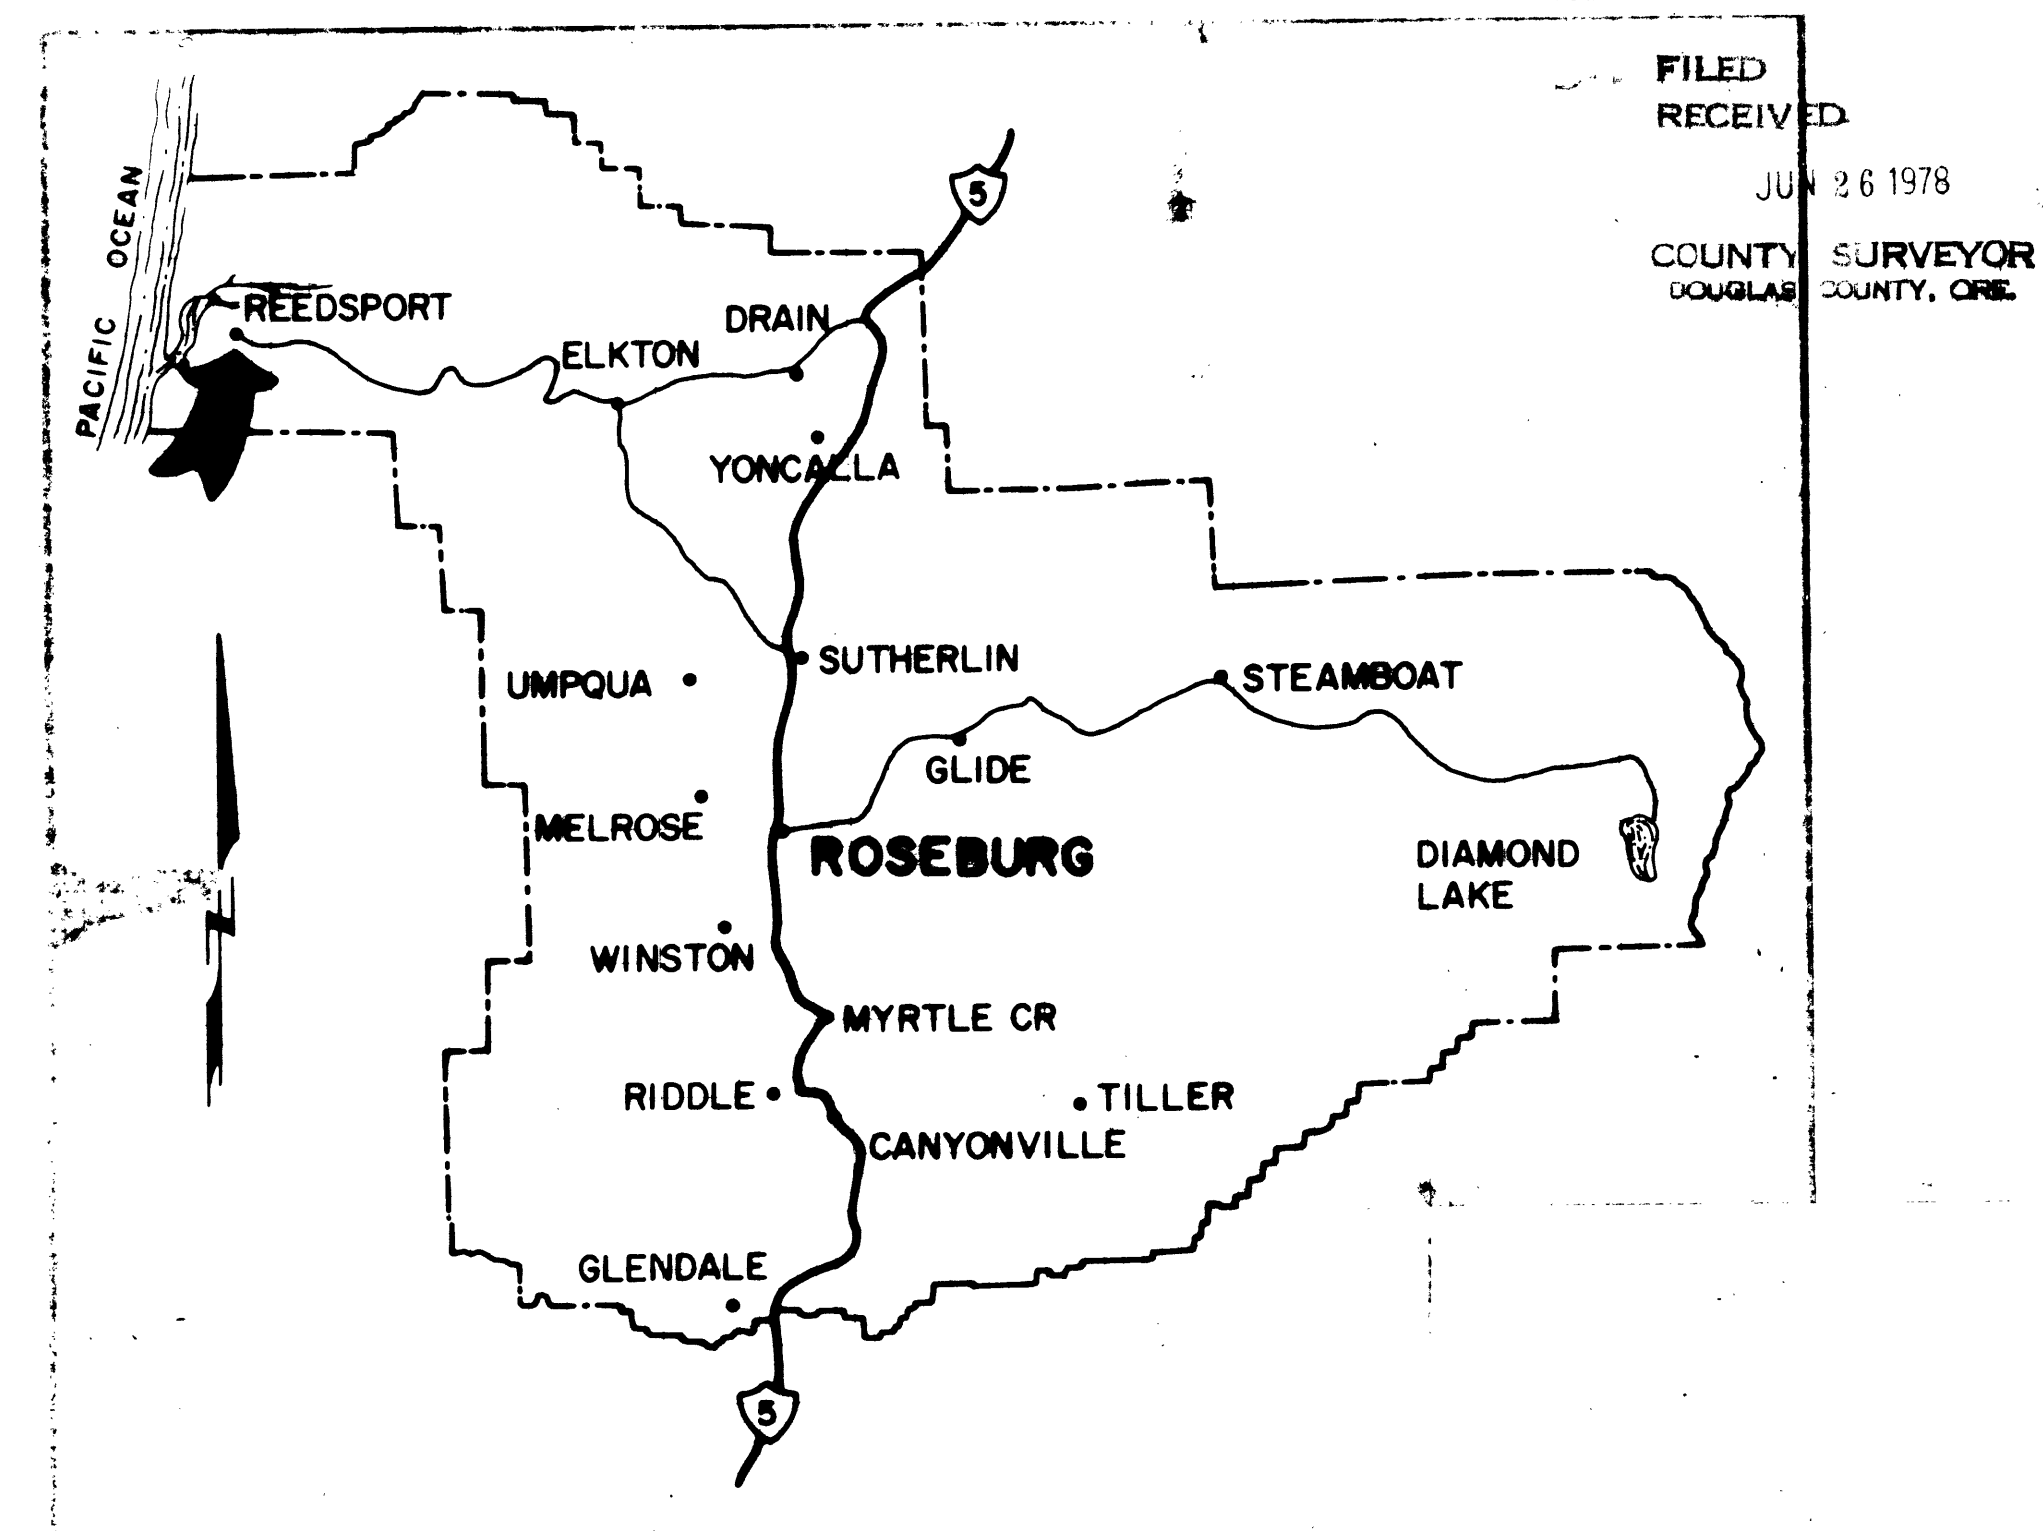 FILED
RECEIVED
JUN 26 1978
COUNTY SURVEYOR
DOUGLAS COUNTY, ORE.
5
PACIFIC OCEAN
REEDSPORT
DRAIN
ELKTON
YONCALLA
SUTHERLIN
UMPQUA
STEAMBOAT
GLIDE
MELROSE
ROSEBURG
DIAMOND
LAKE
WINSTON
MYRTLE CR
RIDDLE
TILLER
CANYONVILLE
GLENDALE
5
N